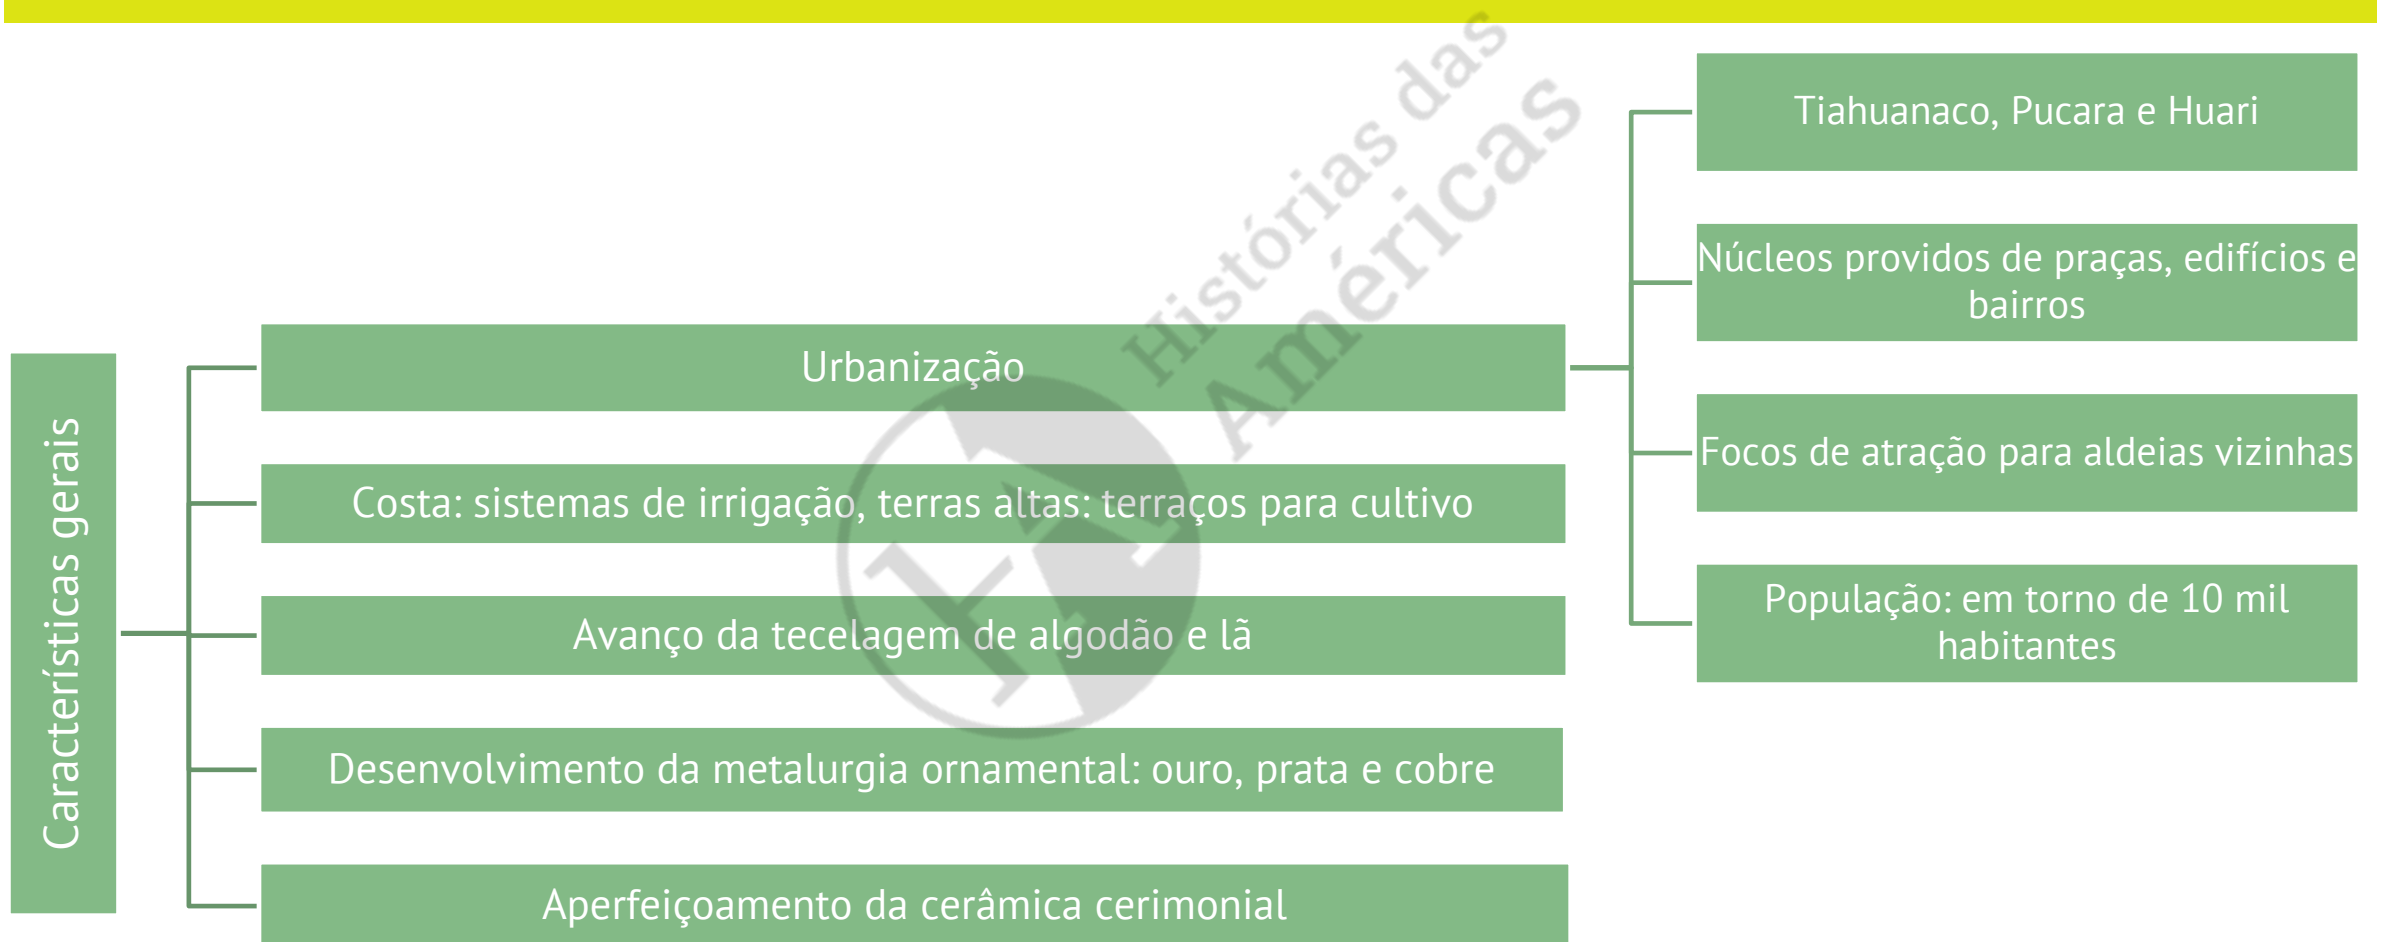 Características gerais
Urbanização
Costa: sistemas de irrigação, terras altas: terraços para cultivo
Avanço da tecelagem de algodão e lã
Desenvolvimento da metalurgia ornamental: ouro, prata e cobre
Aperfeiçoamento da cerâmica cerimonial
Tiahuanaco, Pucara e Huari
Núcleos providos de praças, edifícios e
bairros
Focos de atração para aldeias vizinhas
População: em torno de 10 mil
habitantes
Histórias das
Américas
HA